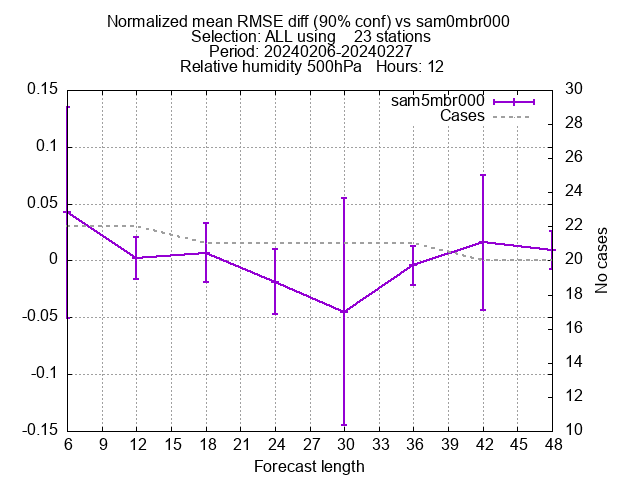 Normalized mean RMSE diff (90% conf) vs sam0mbr000
Selection: ALL using    23 stations
Period: 20240206-20240227
Relative humidity 500hPa   Hours: 12
sam5mbr000
Cases
0.15
0.1
0.05
0
-0.05
-0.1
-0.15
30
28
26
24
22
20
18
16
14
12
10
No cases
6 9 12 15 18 21 24 27 30 33 36 39 42 45 48
Forecast length